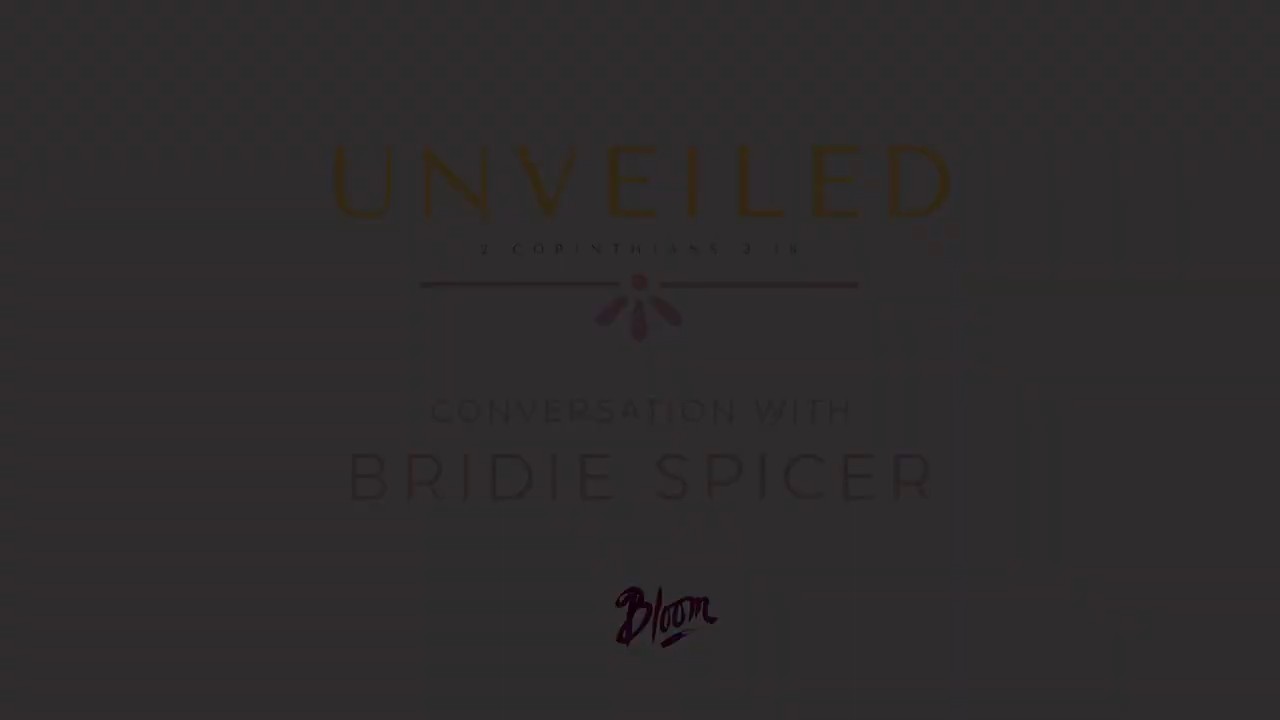 UNVEILED
2 CORINTHIANS 3:18
CONVERSATION WITH
BRIDIE SPICER
Bloom